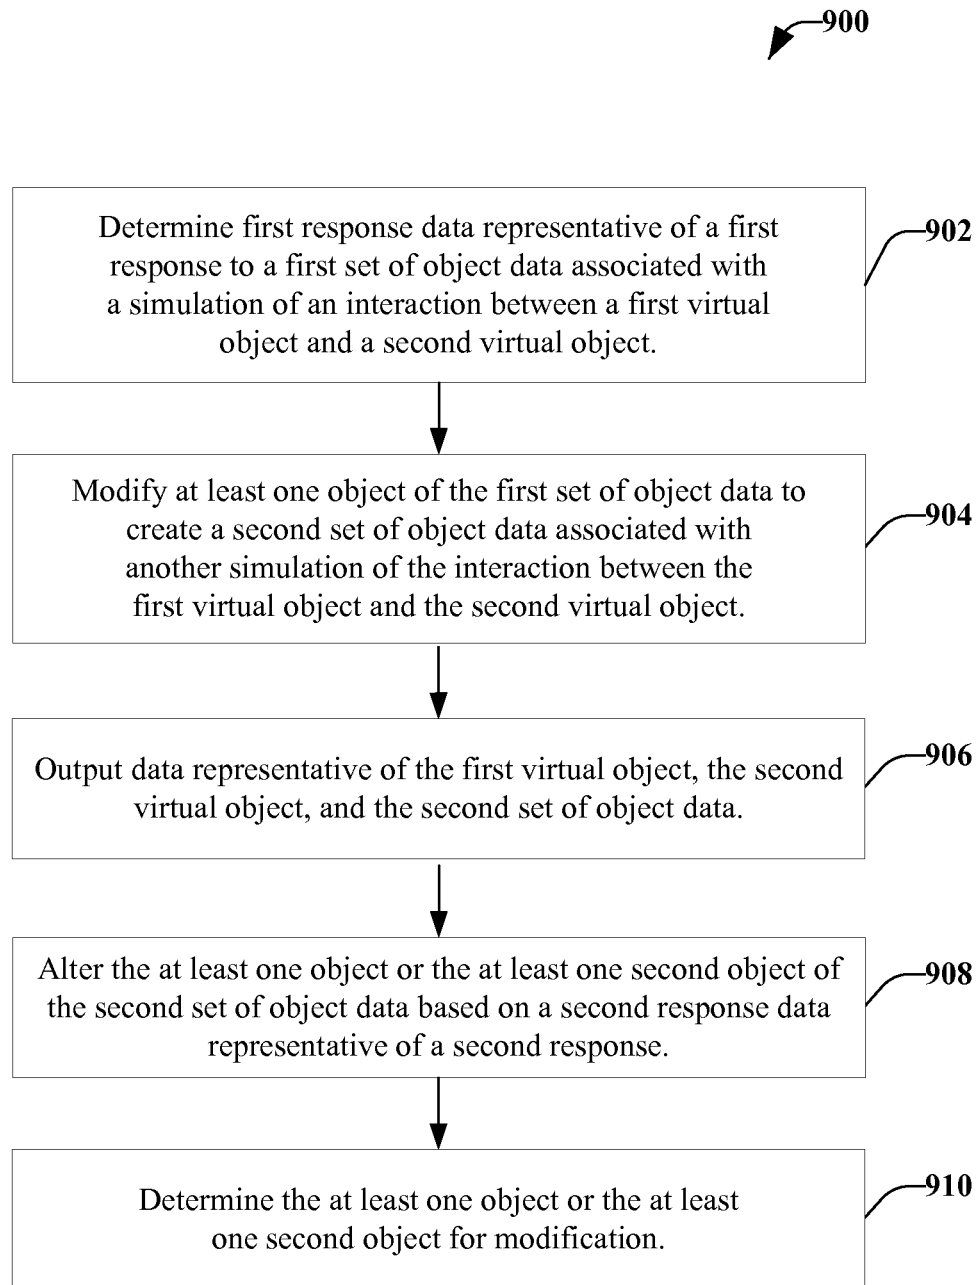 900
Determine first response data representative of a first
response to a first set of object data associated with
a simulation of an interaction between a first virtual
object and a second virtual object.
902
Modify at least one object of the first set of object data to
create a second set of object data associated with
another simulation of the interaction between the
first virtual object and the second virtual object.
904
Output data representative of the first virtual object, the second
virtual object, and the second set of object data.
906
Alter the at least one object or the at least one second object of
the second set of object data based on a second response data
representative of a second response.
908
Determine the at least one object or the at least
one second object for modification.
910